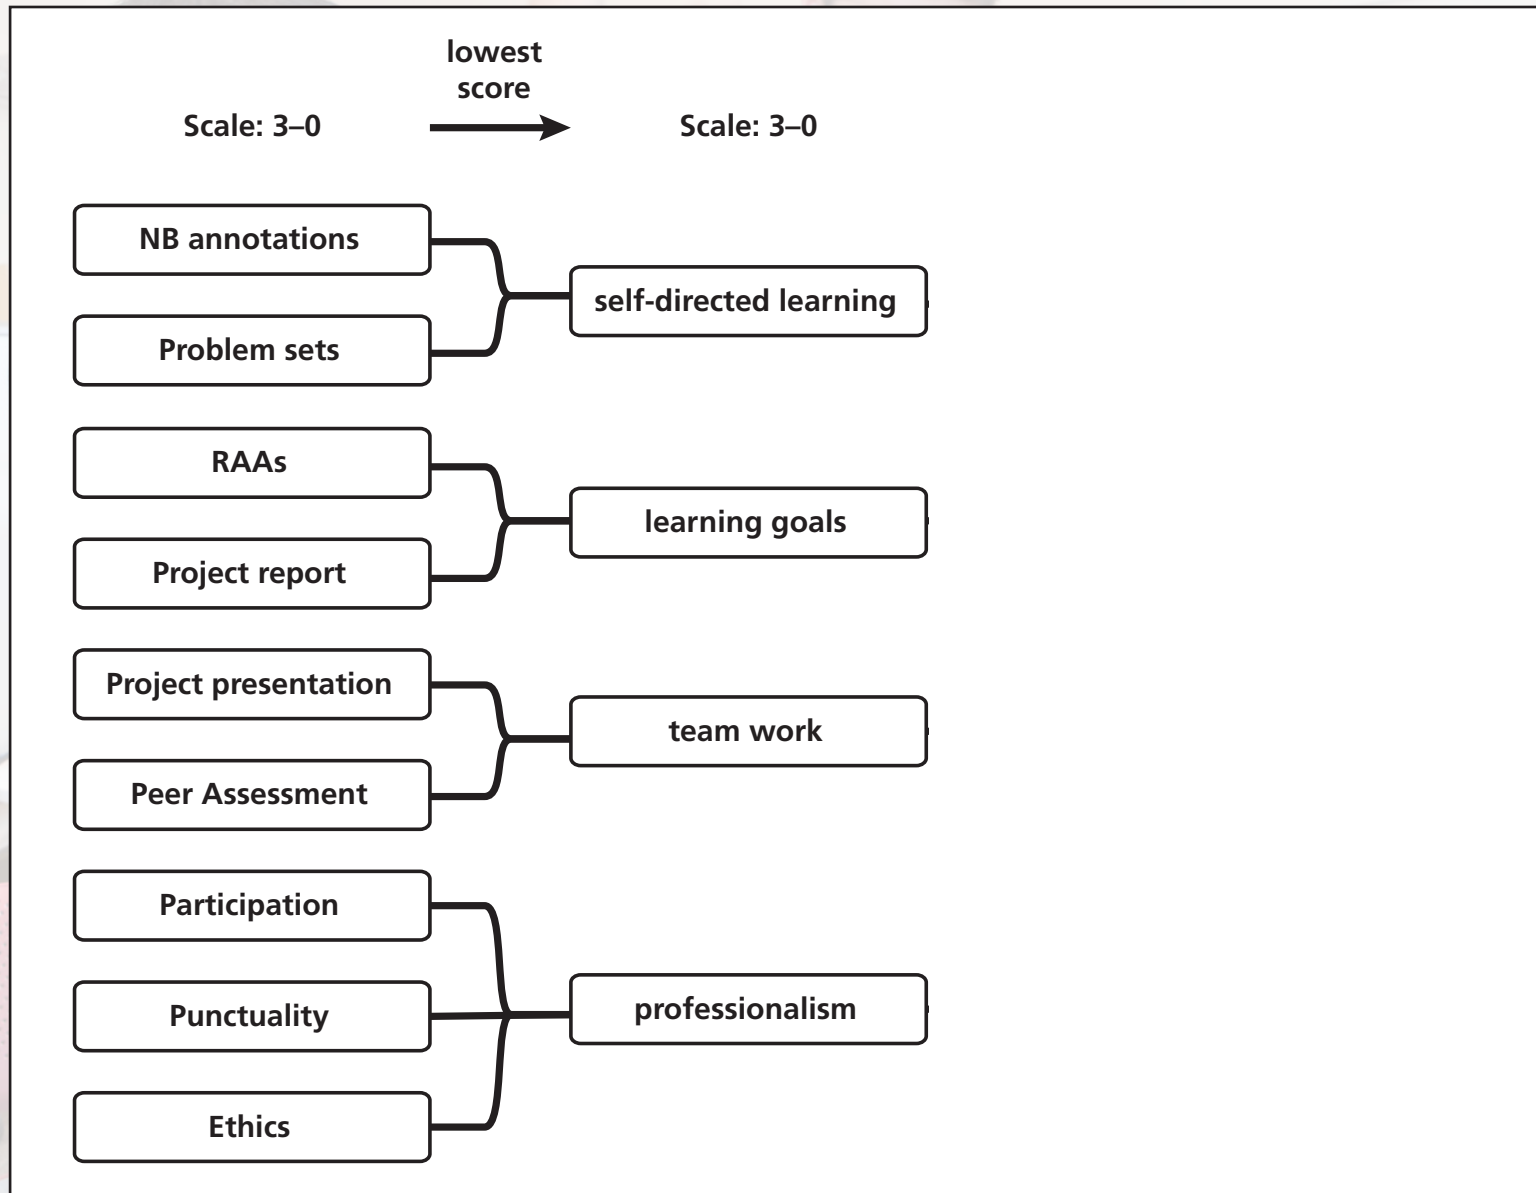 lowest
score
Scale: 3–0
Scale: 3–0
NB annotations
Problem sets
self-directed learning
RAAs
Project report
learning goals
Project presentation
Peer Assessment
team work
Participation
Punctuality
Ethics
professionalism